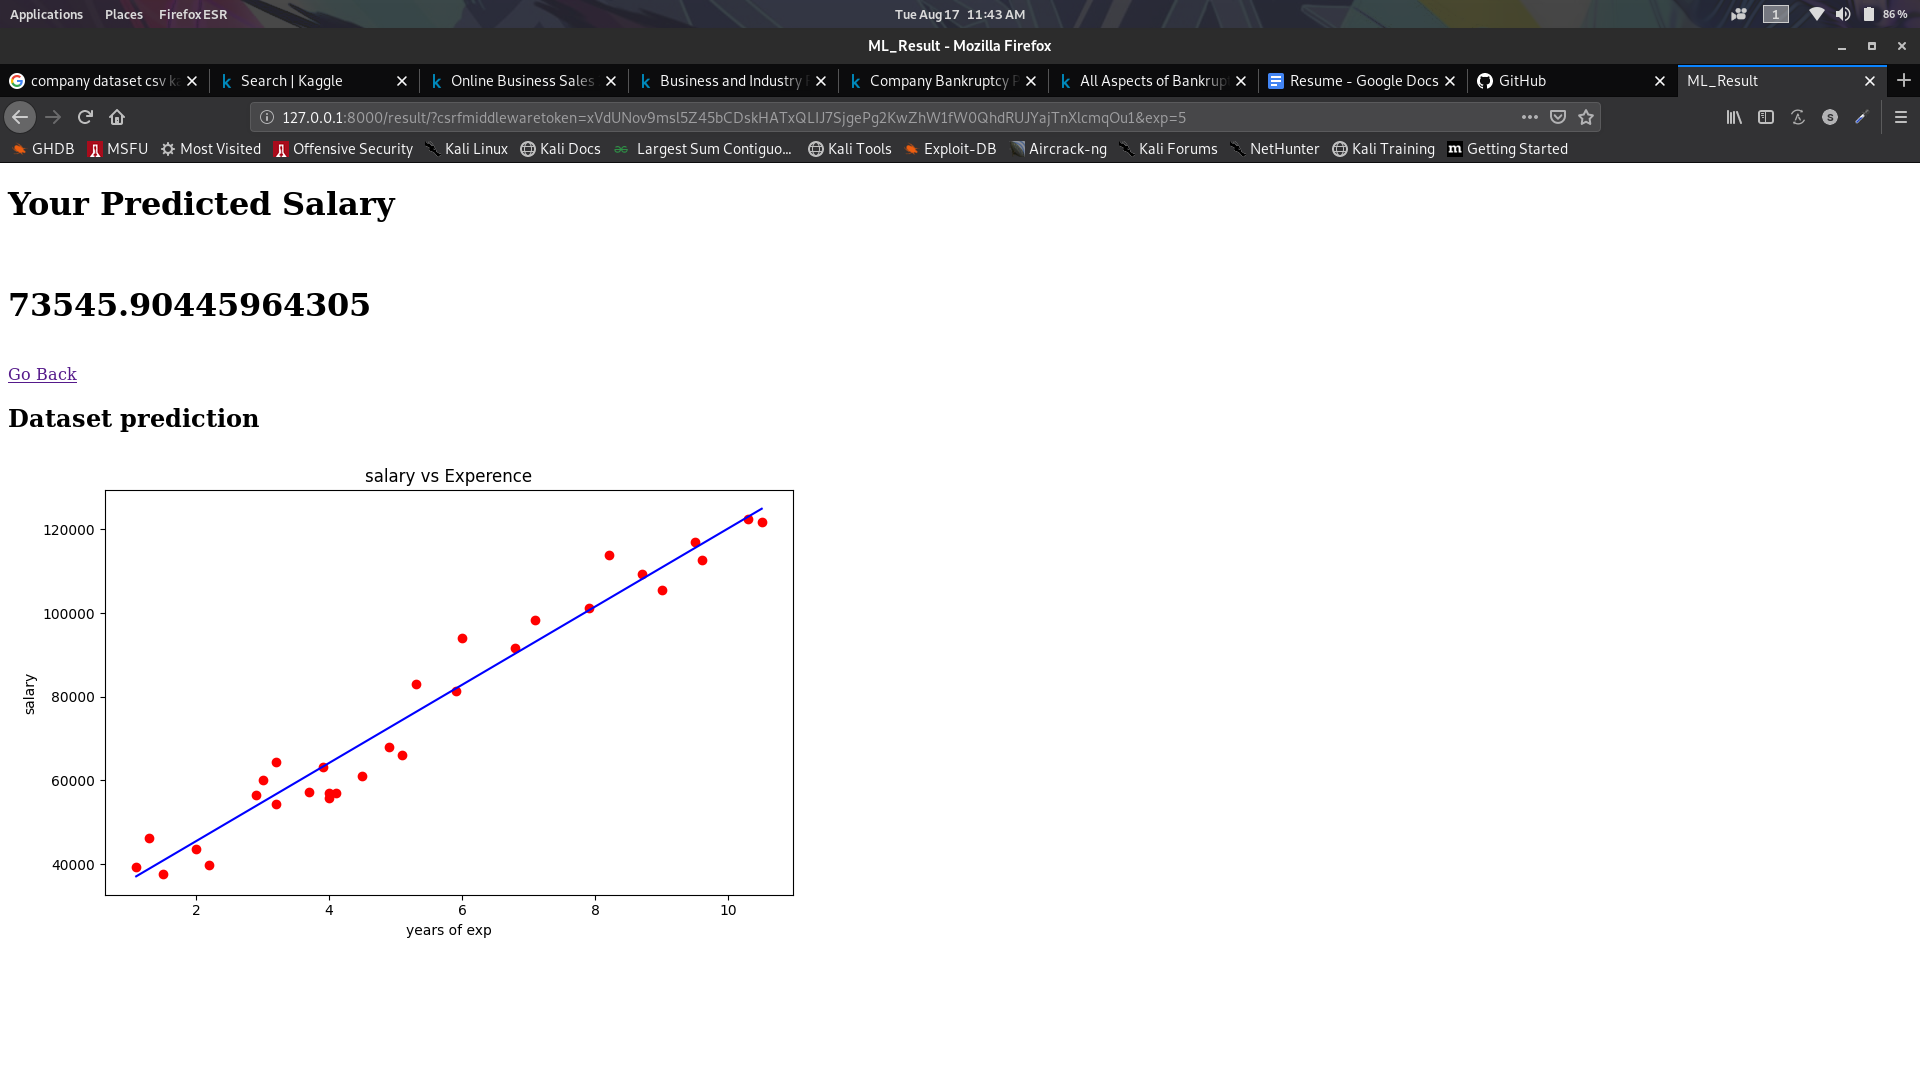 Applications Places Firefox ESR Tue Aug 17 11:43 AM 1 86 %
ML_Result - Mozilla Firefox
company dataset csv ka Search | Kaggle Online Business Sales Business and Industry Company Bankruptcy P All Aspects of Bankrup Resume - Google Docs GitHub ML_Result
127.0.0.1:8000/result/?csrfmiddlewaretoken=xVdUNov9msl5Z45bCDskHATxQLIJ7SjgePg2KwZhW1fW0QhdRUJYajTnXlcmqOu1&exp=5
GHDB MSFU Most Visited Offensive Security Kali Linux Kali Docs Largest Sum Contiguo... Kali Tools Exploit-DB Aircrack-ng Kali Forums NetHunter Kali Training Getting Started
Your Predicted Salary
73545.90445964305
Go Back
Dataset prediction
salary vs Experence
120000
100000
80000
60000
40000
salary
2 4 6 8 10
years of exp